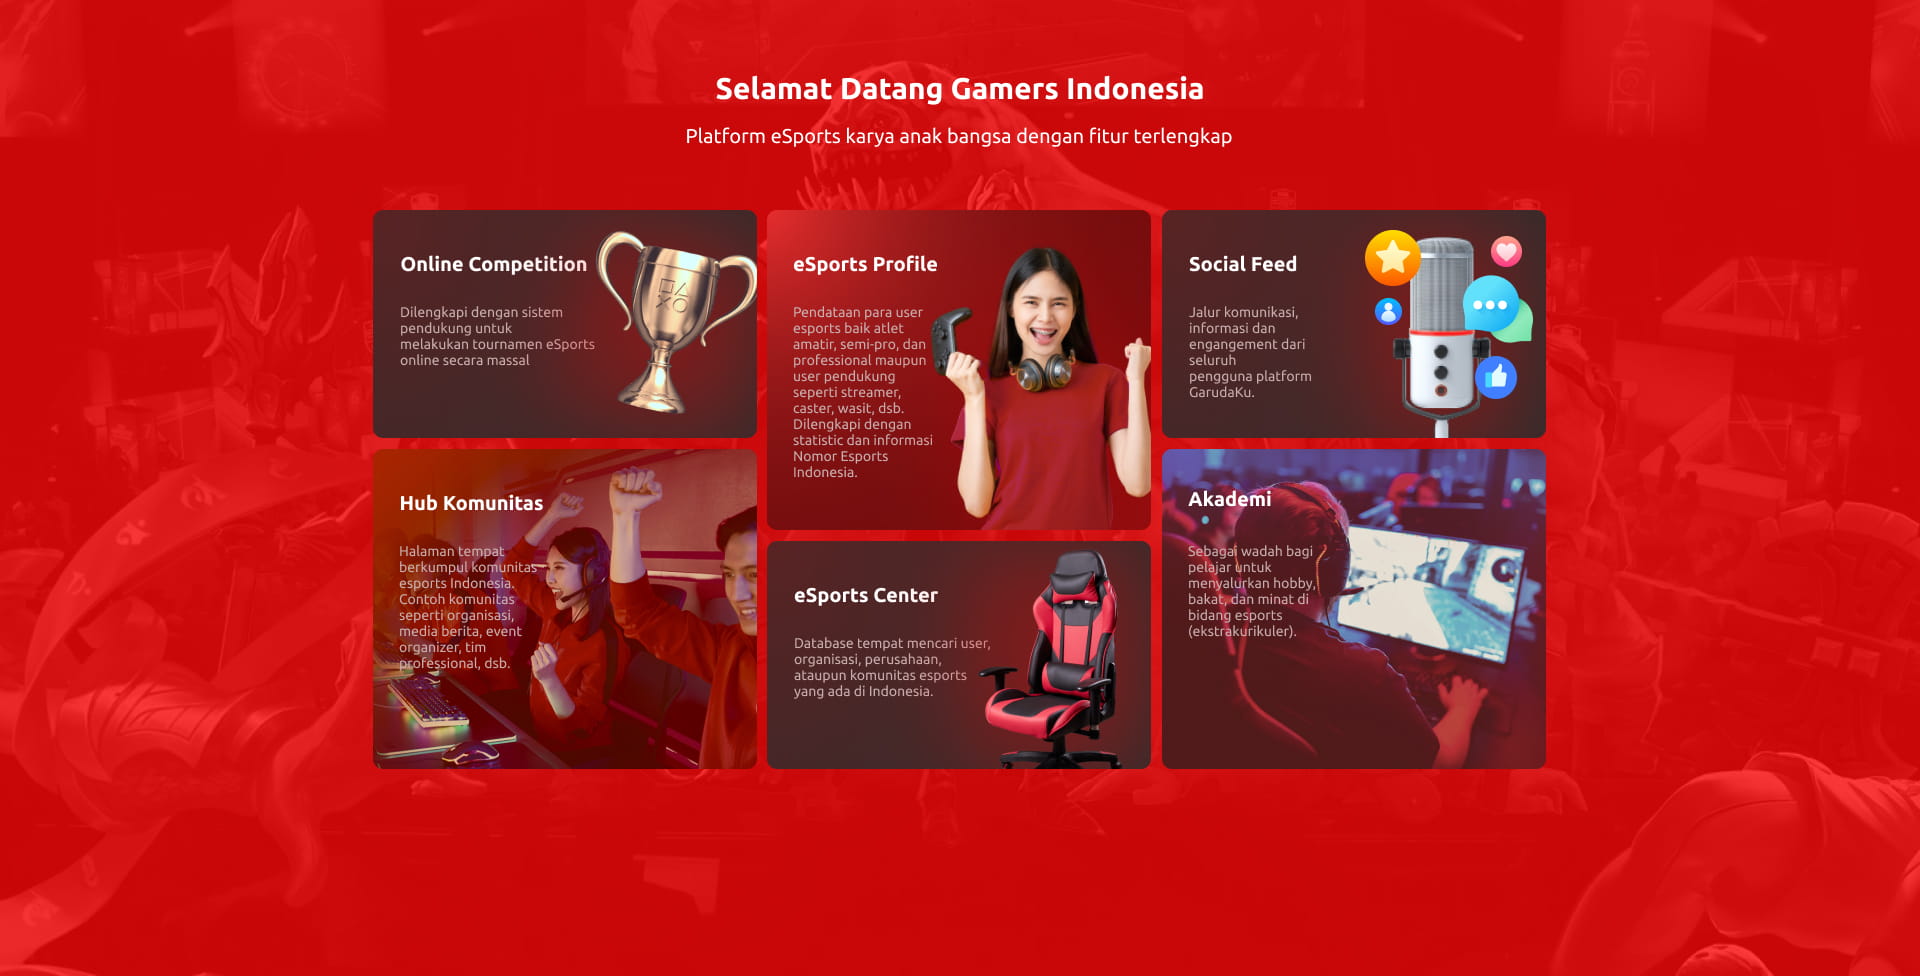 Selamat Datang Gamers Indonesia
Platform eSports karya anak bangsa dengan fitur terlengkap
Online Competition
Dilengkapi dengan sistem
pendukung untuk
melakukan tournamen eSports
online secara massal
eSports Profile
Pendataan para user
esports baik atlet
amatir, semi-pro, dan
professional maupun
user pendukung
seperti streamer,
caster, wasit, dsb.
Dilengkapi dengan
statistic dan informasi
Nomor Esports
Indonesia.
Social Feed
Jalur komunikasi,
informasi dan
engangement dari
seluruh
pengguna platform
GarudaKu.
Hub Komunitas
Halaman tempat
berkumpul komunitas
esports Indonesia.
Contoh komunitas
seperti organisasi,
media berita, event
organizer, tim
professional, dsb.
eSports Center
Database tempat mencari user,
organisasi, perusahaan,
ataupun komunitas esports
yang ada di Indonesia.
Akademi
Sebagai wadah bagi
pelajar untuk
menyalurkan hobby,
bakat, dan minat di
bidang esports
(ekstrakurikuler).